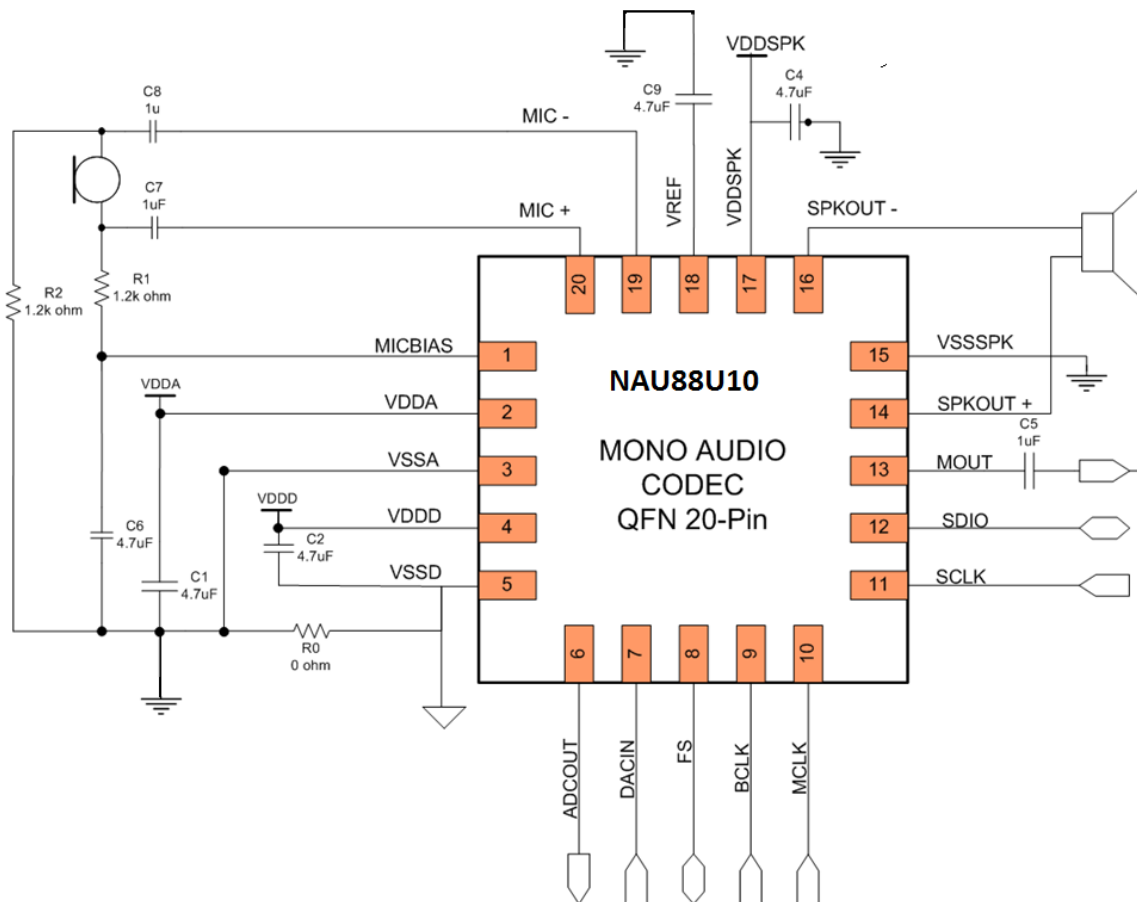 VDDSPK
C9
4.7uF
C4
4.7uF
C8
1u
MIC -
C7
1uF
MIC +
VREF
VDDSPK
SPKOUT -
R2
1.2k ohm
R1
1.2k ohm
20
19
18
17
16
MICBIAS
1
15
VSSSPK
NAU88U10
VDDA
VDDA
2
14
SPKOUT +
C5
1uF
MONO AUDIO
CODEC
QFN 20-Pin
VSSA
3
13
MOUT
VDDD
VDDD
4
12
SDIO
C6
4.7uF
C2
4.7uF
C1
4.7uF
VSSD
5
11
SCLK
R0
0 ohm
6
7
8
9
10
ADCOUT
DACIN
FS
BCLK
MCLK